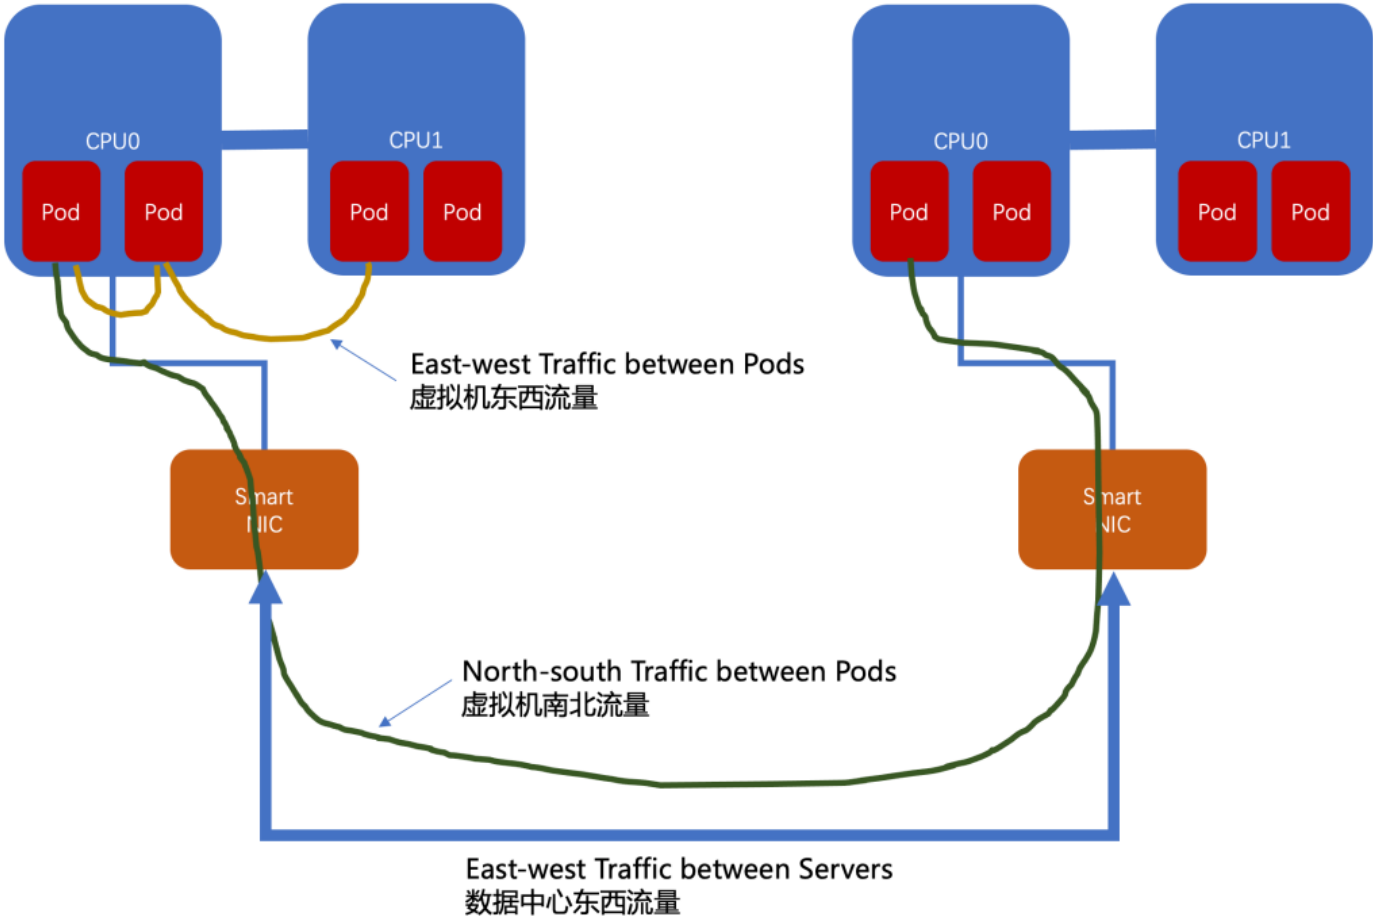 CPU0
CPU1
CPU0
CPU1
Pod
Pod
Pod
Pod
Pod
Pod
Pod
Pod
East-west Traffic between Pods
虚拟机东西流量
Smart
NIC
Smart
NIC
North-south Traffic between Pods
虚拟机南北流量
East-west Traffic between Servers
数据中心东西流量